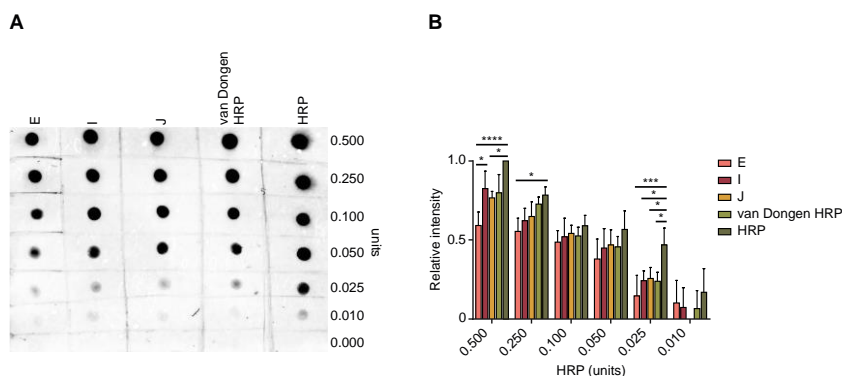 A
E
I
J
van Dongen
HRP
HRP
0.500
0.250
0.100
0.050
0.025
0.010
0.000
units
B
Relative intensity
1.0
0.5
0
****
*
*
*
***
*
*
*
0.500
0.250
0.100
0.050
0.025
0.010
HRP (units)
E
I
J
van Dongen HRP
HRP